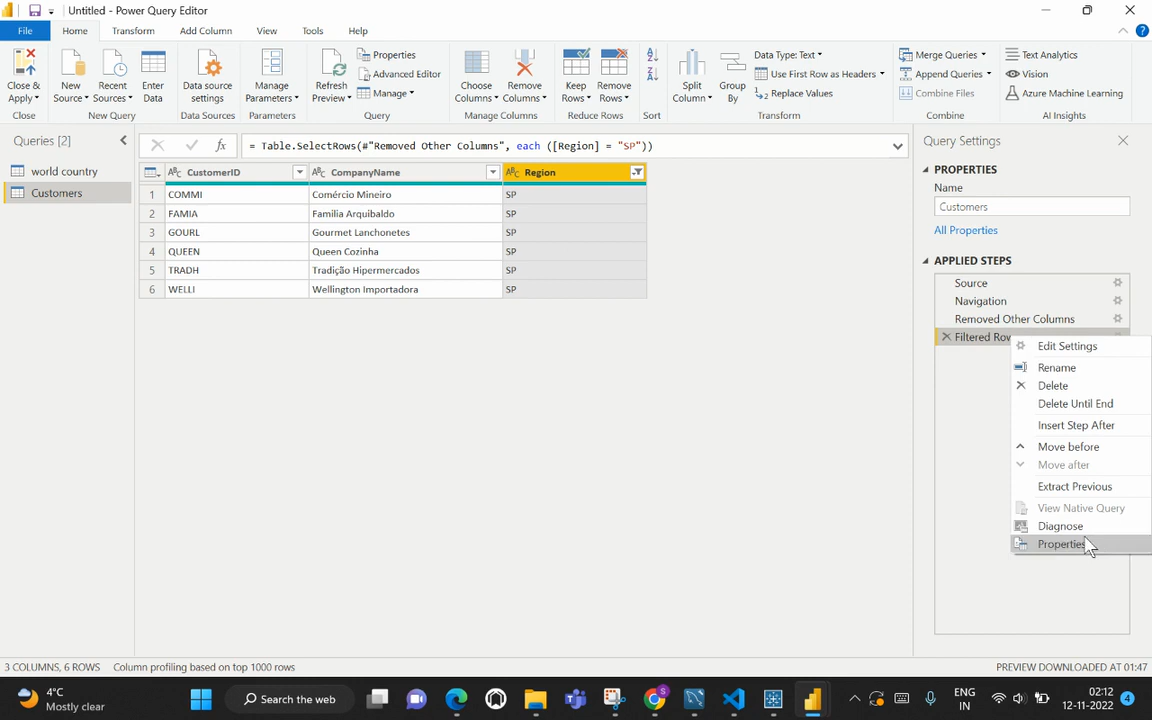 Untitled - Power Query Editor
File Home Transform Add Column View Tools Help
Close & Apply
New Source
Recent Sources
Enter Data
Data source settings
Manage Parameters
Refresh Preview
Properties
Advanced Editor
Manage
Choose Columns
Remove Columns
Keep Rows
Remove Rows
Split Column
Group By
Data Type: Text
Use First Row as Headers
Replace Values
Merge Queries
Append Queries
Combine Files
Text Analytics
Vision
Azure Machine Learning
Close New Query Data Sources Parameters Query Manage Columns Reduce Rows Sort Transform Combine AI Insights
Queries [2]
world country
Customers
= Table.SelectRows(#"Removed Other Columns", each ([Region] = "SP"))
CustomerID CompanyName Region
1 COMMI Comércio Mineiro SP
2 FAMIA Familia Arquibaldo SP
3 GOURL Gourmet Lanchonetes SP
4 QUEEN Queen Cozinha SP
5 TRADH Tradição Hipermercados SP
6 WELLI Wellington Importadora SP
Query Settings
PROPERTIES
Name
Customers
All Properties
APPLIED STEPS
Source
Navigation
Removed Other Columns
Filtered Row
Edit Settings
Rename
Delete
Delete Until End
Insert Step After
Move before
Move after
Extract Previous
View Native Query
Diagnose
Properties
3 COLUMNS, 6 ROWS Column profiling based on top 1000 rows
PREVIEW DOWNLOADED AT 01:47
4°C
Mostly clear
Search the web
ENG
IN
02:12
12-11-2022
4